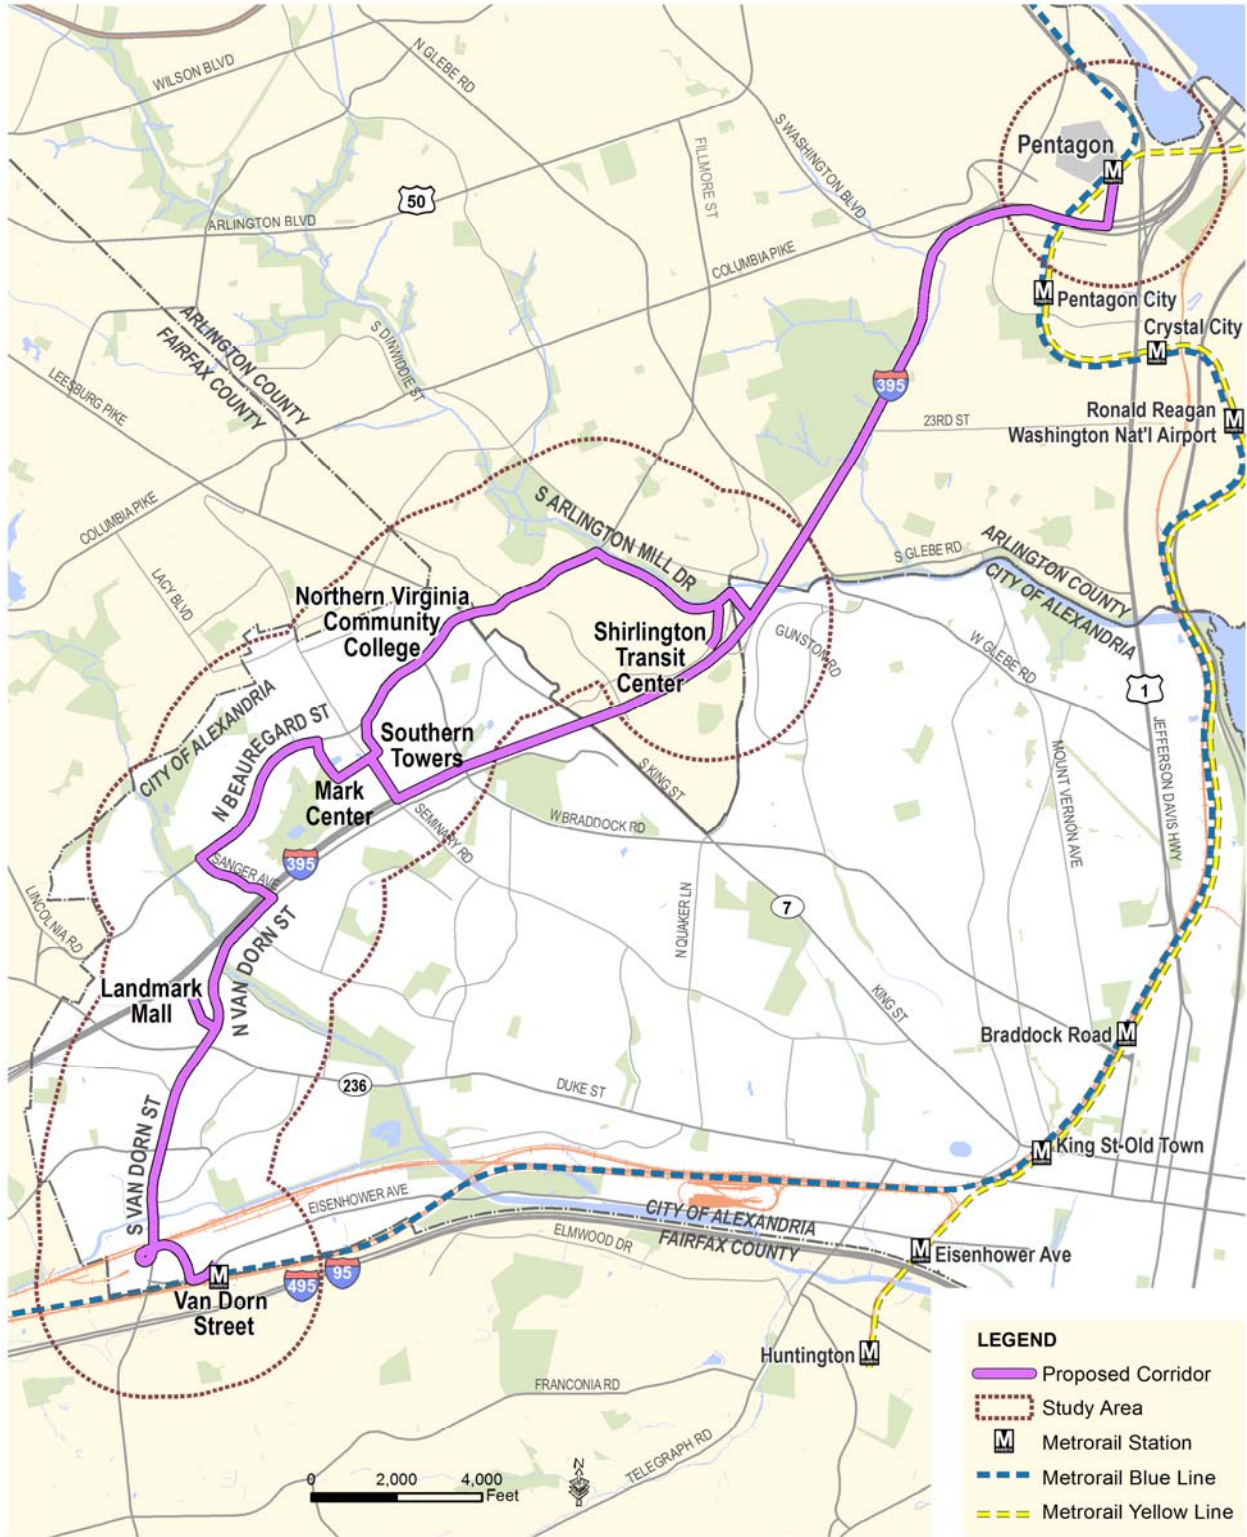 WILSON BLVD
N GLEBE RD
S WASHINGTON BLVD
FILLMORE ST
Pentagon
M
50
ARLINGTON BLVD
COLUMBIA PIKE
M
Pentagon City
Crystal City
M
ARLINGTON COUNTY
FAIRFAX COUNTY
S DINWIDDIE ST
LEESBURG PIKE
395
23RD ST
Ronald Reagan
Washington Nat'l Airport
M
COLUMBIA PIKE
S ARLINGTON MILL DR
S GLEBE RD
ARLINGTON COUNTY
CITY OF ALEXANDRIA
LACY BLVD
Northern Virginia
Community
College
Shirlington
Transit
Center
GUNSTON RD
W GLEBE RD
1
CITY OF ALEXANDRIA
N BEAUREGARD ST
Southern
Towers
Mark
Center
S KING ST
MOUNT VERNON AVE
JEFFERSON DAVIS HWY
SEMINARY RD
W BRADDOCK RD
395
SANGER AVE
LINCOLNIA RD
N QUAKER LN
7
N VAN DORN ST
Landmark
Mall
KING ST
Braddock Road
M
236
DUKE ST
S VAN DORN ST
King St-Old Town
M
EISENHOWER AVE
CITY OF ALEXANDRIA
FAIRFAX COUNTY
ELMWOOD DR
Eisenhower Ave
M
M
495
95
Van Dorn
Street
Huntington
M
FRANCONIA RD
TELEGRAPH RD
0 2,000 4,000
Feet
N
LEGEND
Proposed Corridor
Study Area
M Metrorail Station
Metrorail Blue Line
Metrorail Yellow Line